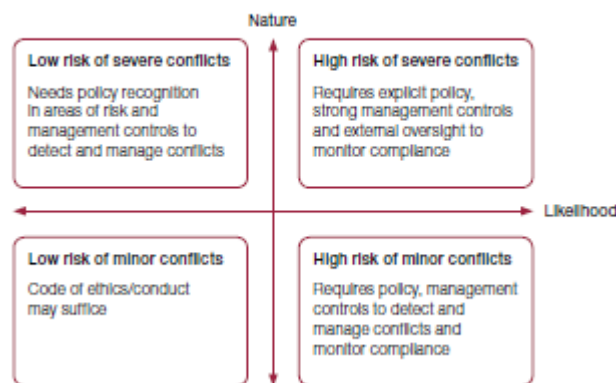 Nature
Low risk of severe conflicts
Needs policy recognition
in areas of risk and
management controls to
detect and manage conflicts
High risk of severe conflicts
Requires explicit policy,
strong management controls
and external oversight to
monitor compliance
Likelihood
Low risk of minor conflicts
Code of ethics/conduct
may suffice
High risk of minor conflicts
Requires policy, management
controls to detect and
manage conflicts and
monitor compliance